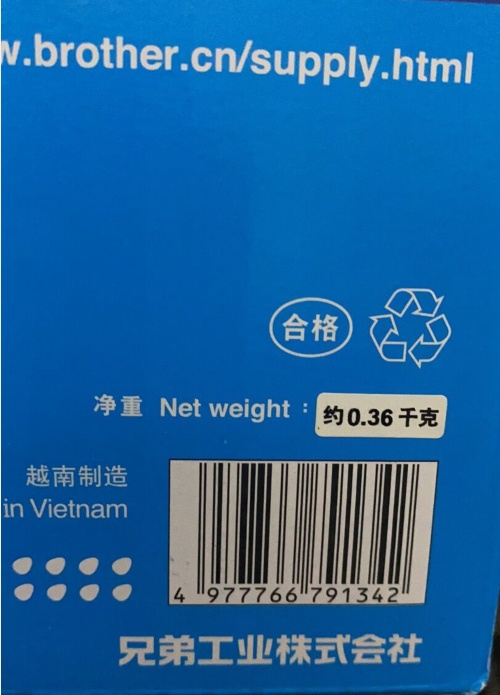 w.brother.cn/supply.html
合格
净重 Net weight : 约0.36千克
越南制造
in Vietnam
4 977766 791342
兄弟工业株式会社